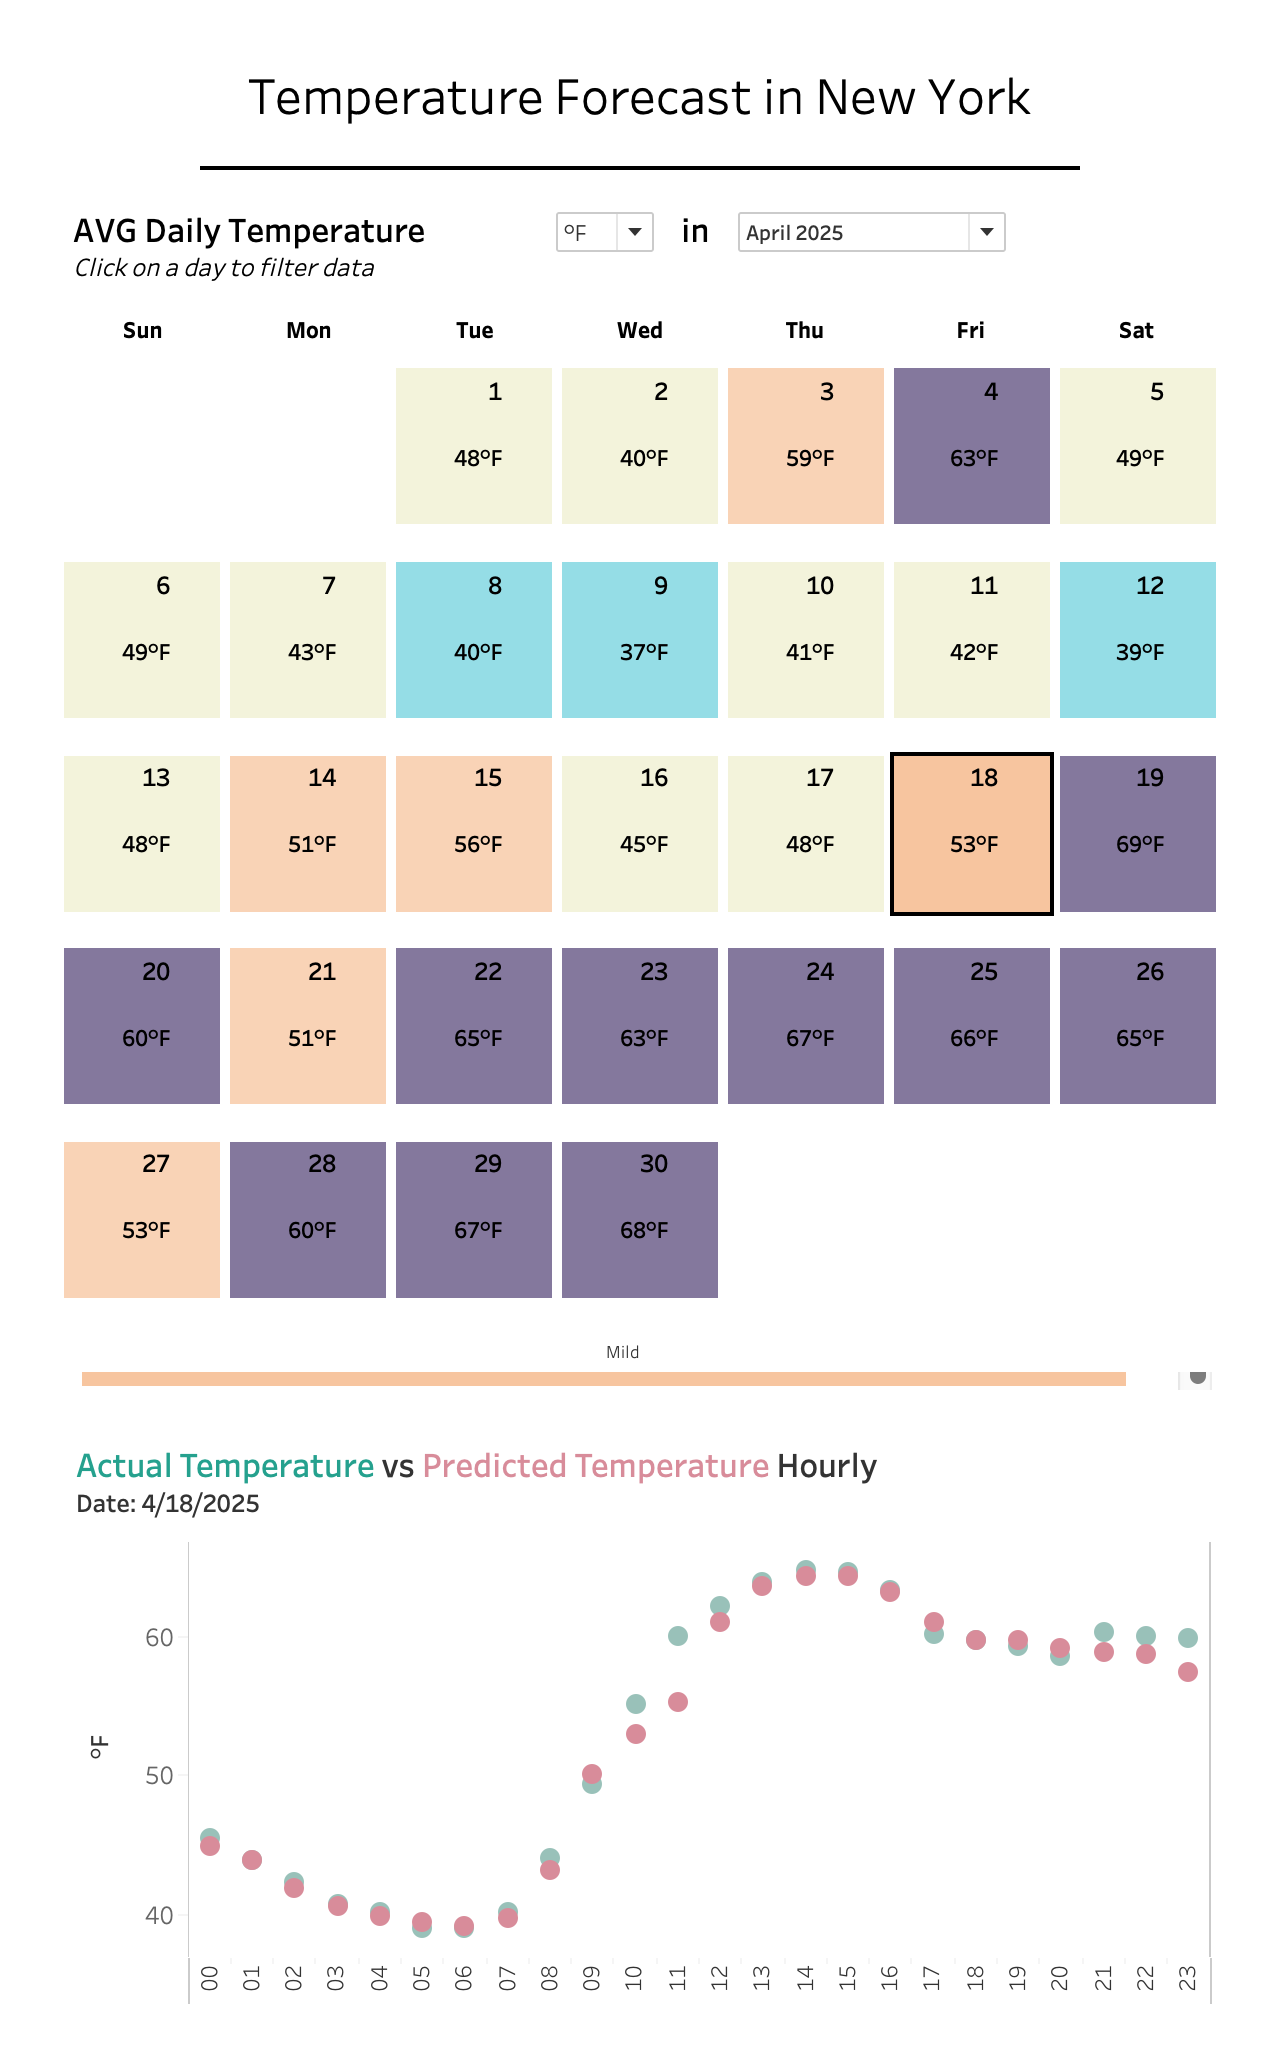 Temperature Forecast in New York
AVG Daily Temperature ºF in April 2025
Click on a day to filter data
Sun Mon Tue Wed Thu Fri Sat
1 2 3 4 5
48ºF 40ºF 59ºF 63ºF 49ºF
6 7 8 9 10 11 12
49ºF 43ºF 40ºF 37ºF 41ºF 42ºF 39ºF
13 14 15 16 17 18 19
48ºF 51ºF 56ºF 45ºF 48ºF 53ºF 69ºF
20 21 22 23 24 25 26
60ºF 51ºF 65ºF 63ºF 67ºF 66ºF 65ºF
27 28 29 30
53ºF 60ºF 67ºF 68ºF
Mild
Actual Temperature vs Predicted Temperature Hourly
Date: 4/18/2025
60
50
40
ºF
00 01 02 03 04 05 06 07 08 09 10 11 12 13 14 15 16 17 18 19 20 21 22 23